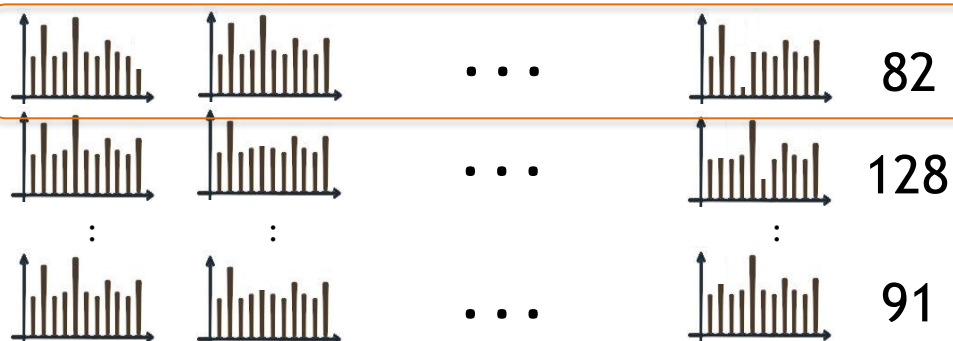 . . . 82
. . . 128
: : :
. . . 91